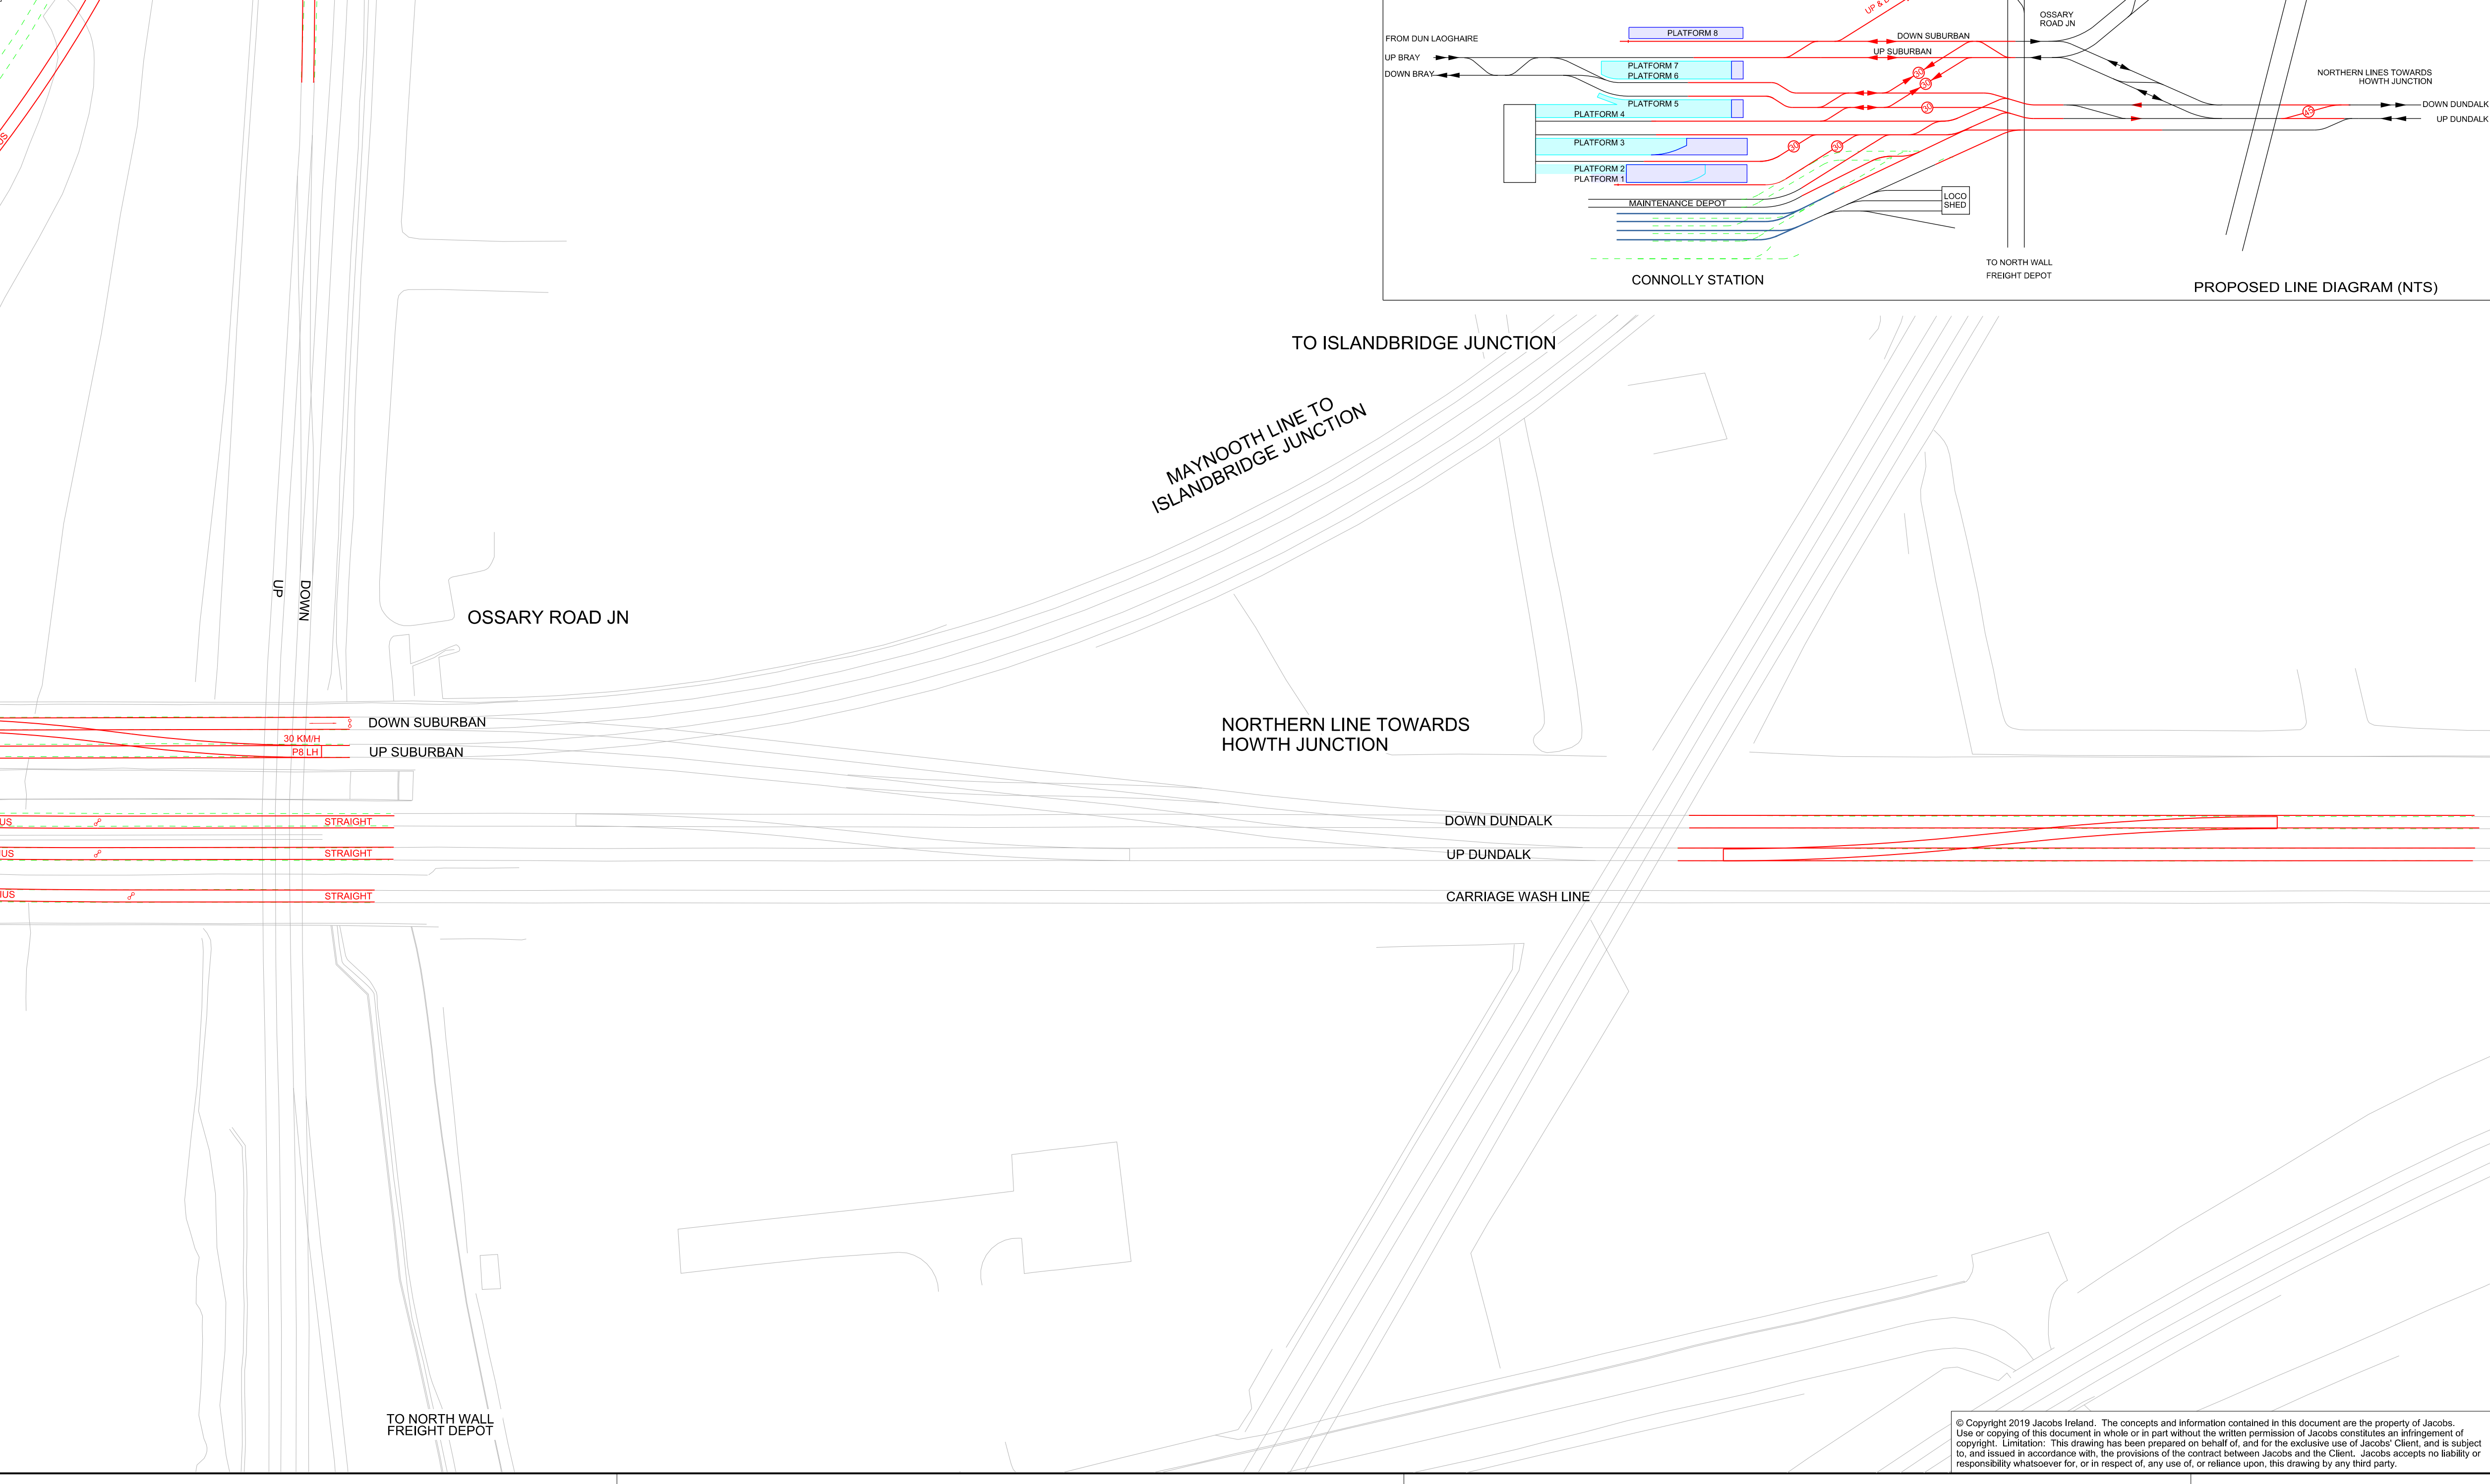 UP &
OSSARY
ROAD JN
PLATFORM 8
FROM DUN LAOGHAIRE
DOWN SUBURBAN
UP BRAY
UP SUBURBAN
PLATFORM 7
DOWN BRAY
PLATFORM 6
30
30
NORTHERN LINES TOWARDS
HOWTH JUNCTION
PLATFORM 5
30
DOWN DUNDALK
PLATFORM 4
45
UP DUNDALK
PLATFORM 3
30
30
PLATFORM 2
PLATFORM 1
MAINTENANCE DEPOT
LOCO
SHED
TO NORTH WALL
FREIGHT DEPOT
CONNOLLY STATION
PROPOSED LINE DIAGRAM (NTS)
TO ISLANDBRIDGE JUNCTION
MAYNOOTH LINE TO
ISLANDBRIDGE JUNCTION
UP
DOWN
OSSARY ROAD JN
DOWN SUBURBAN
30 KM/H
P8 LH
UP SUBURBAN
NORTHERN LINE TOWARDS
HOWTH JUNCTION
US
STRAIGHT
DOWN DUNDALK
US
STRAIGHT
UP DUNDALK
IUS
STRAIGHT
CARRIAGE WASH LINE
TO NORTH WALL
FREIGHT DEPOT
© Copyright 2019 Jacobs Ireland. The concepts and information contained in this document are the property of Jacobs.
Use or copying of this document in whole or in part without the written permission of Jacobs constitutes an infringement of
copyright. Limitation: This drawing has been prepared on behalf of, and for the exclusive use of Jacobs' Client, and is subject
to, and issued in accordance with, the provisions of the contract between Jacobs and the Client. Jacobs accepts no liability or
responsibility whatsoever for, or in respect of, any use of, or reliance upon, this drawing by any third party.